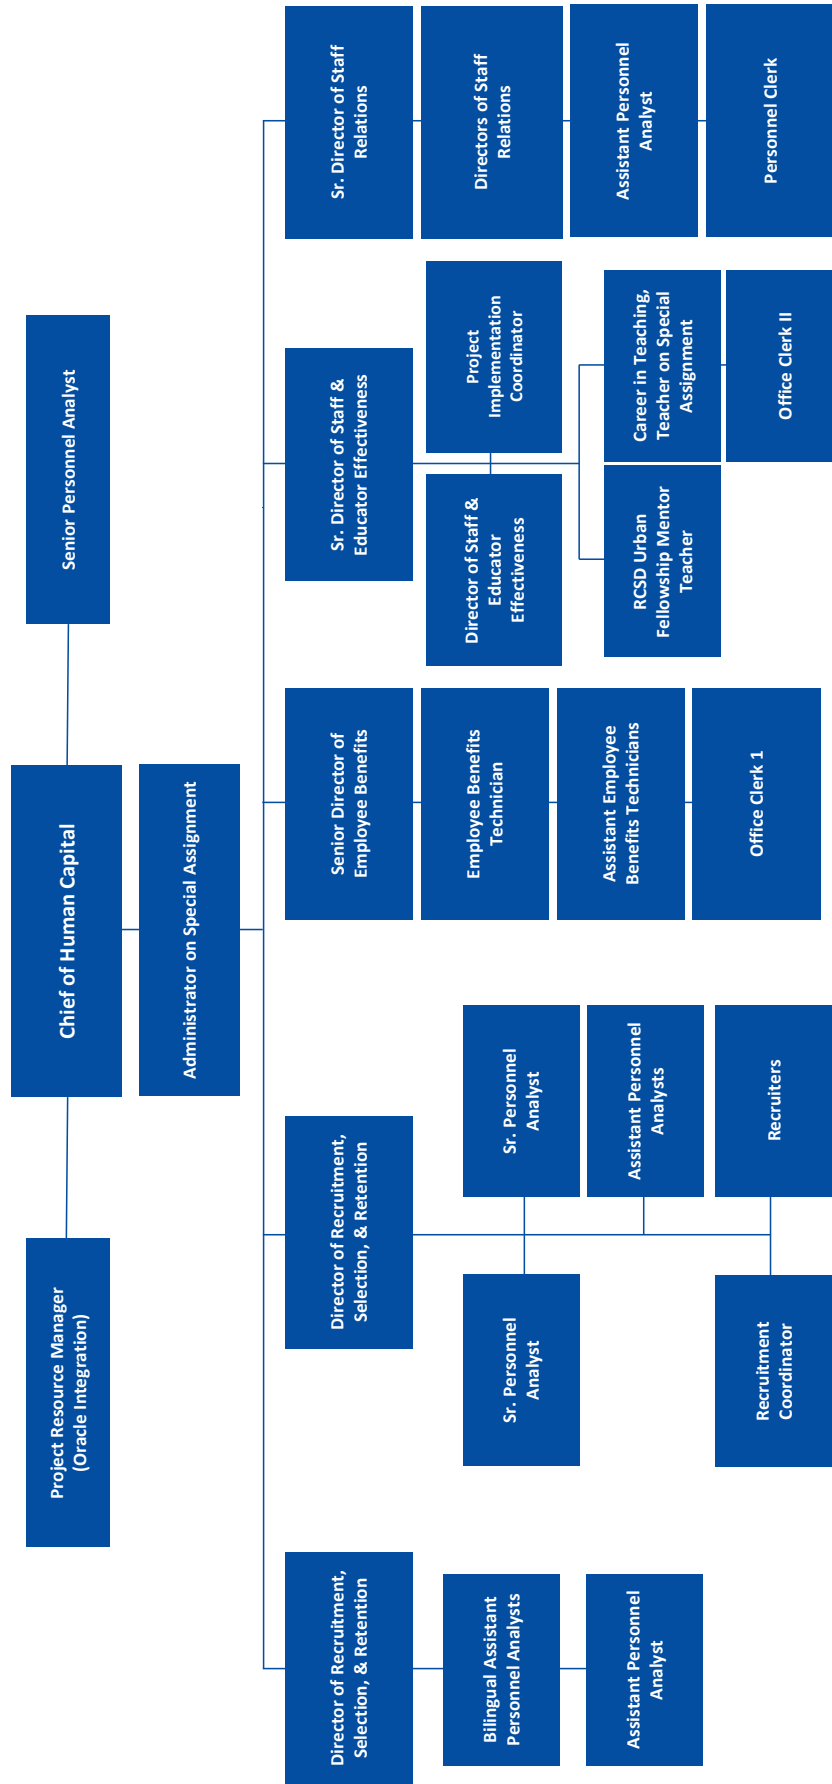 Project Resource Manager
(Oracle Integration)
Chief of Human Capital
Senior Personnel Analyst
Administrator on Special Assignment
Director of Recruitment,
Selection, & Retention
Bilingual Assistant
Personnel Analysts
Assistant Personnel
Analyst
Director of Recruitment,
Selection, & Retention
Sr. Personnel
Analyst
Sr. Personnel
Analyst
Assistant Personnel
Analysts
Recruitment
Coordinator
Recruiters
Senior Director of
Employee Benefits
Employee Benefits
Technician
Assistant Employee
Benefits Technicians
Office Clerk 1
Sr. Director of Staff &
Educator Effectiveness
Director of Staff &
Educator
Effectiveness
Project
Implementation
Coordinator
RCSD Urban
Fellowship Mentor
Teacher
Career in Teaching,
Teacher on Special
Assignment
Office Clerk II
Sr. Director of Staff
Relations
Directors of Staff
Relations
Assistant Personnel
Analyst
Personnel Clerk